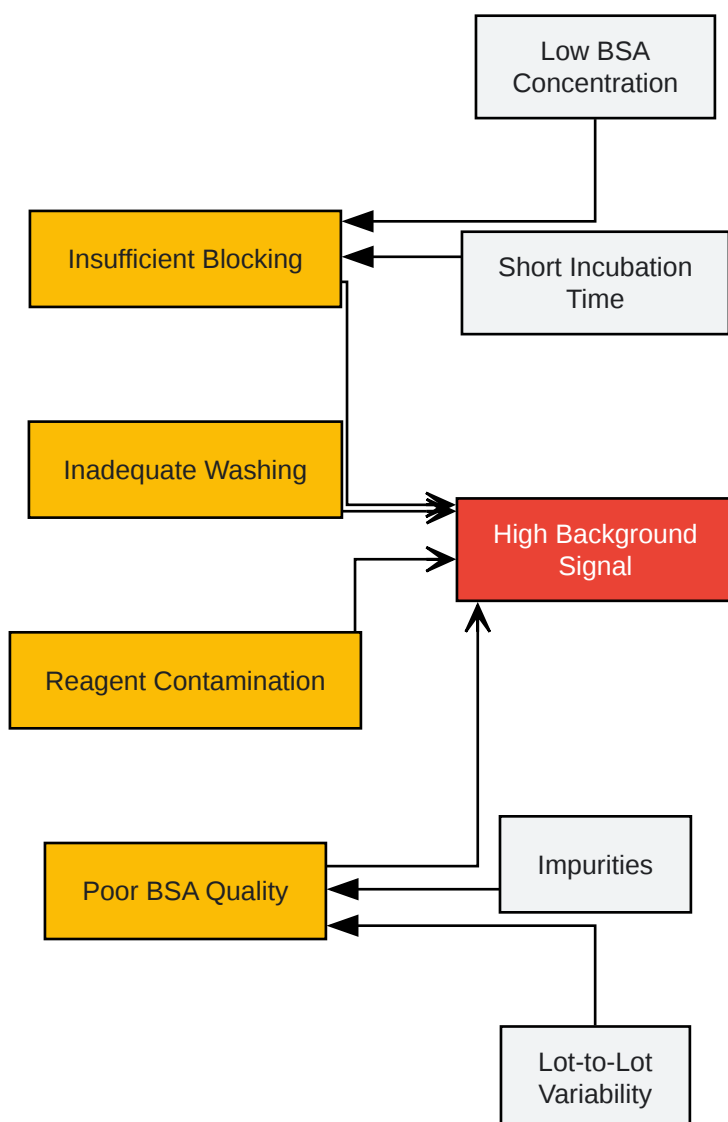 Low BSA
Concentration
Insufficient Blocking
Short Incubation
Time
Inadequate Washing
High Background
Signal
Reagent Contamination
Impurities
Poor BSA Quality
Lot-to-Lot
Variability